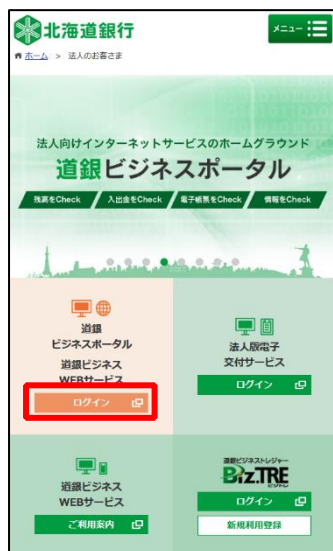 北海道銀行
メニュー
ホーム > 法人のお客さま
法人向けインターネットサービスのホームグラウンド
道銀ビジネスポータル
残高をCheck
入出金をCheck
電子帳票をCheck
情報をCheck
道銀
ビジネスポータル
道銀ビジネス
WEBサービス
ログイン
法人版電子
交付サービス
ログイン
道銀ビジネス
WEBサービス
ご利用案内
道銀ビジネストレジャー
Biz.TRE
ビズトレ
ログイン
新規利用登録